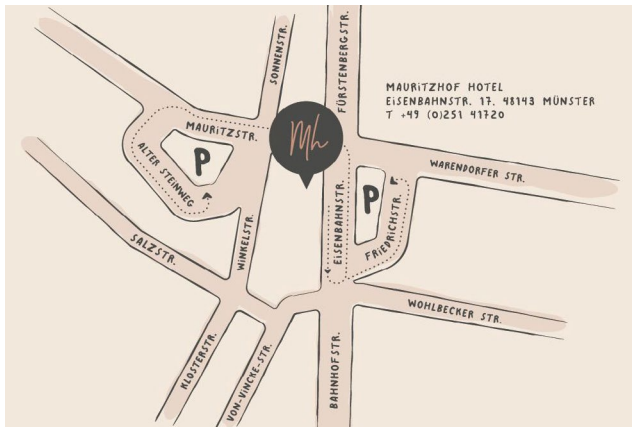 SONNENSTR.
FÜRSTENBERGSTR.
MAURITZHOF HOTEL
EISENBAHNSTR. 17. 48143 MÜNSTER
T +49 (0)251 41720
MAURITZSTR.
Mh
P
ALTER STEINWEG
WARENDORFER STR.
P
EISENBAHNSTR.
FRIEDRICHSTR.
WINKELSTR.
SALZSTR.
WOHLBECKER STR.
KLOSTERSTR.
VON-VINCKE-STR.
BAHNHOFSTR.